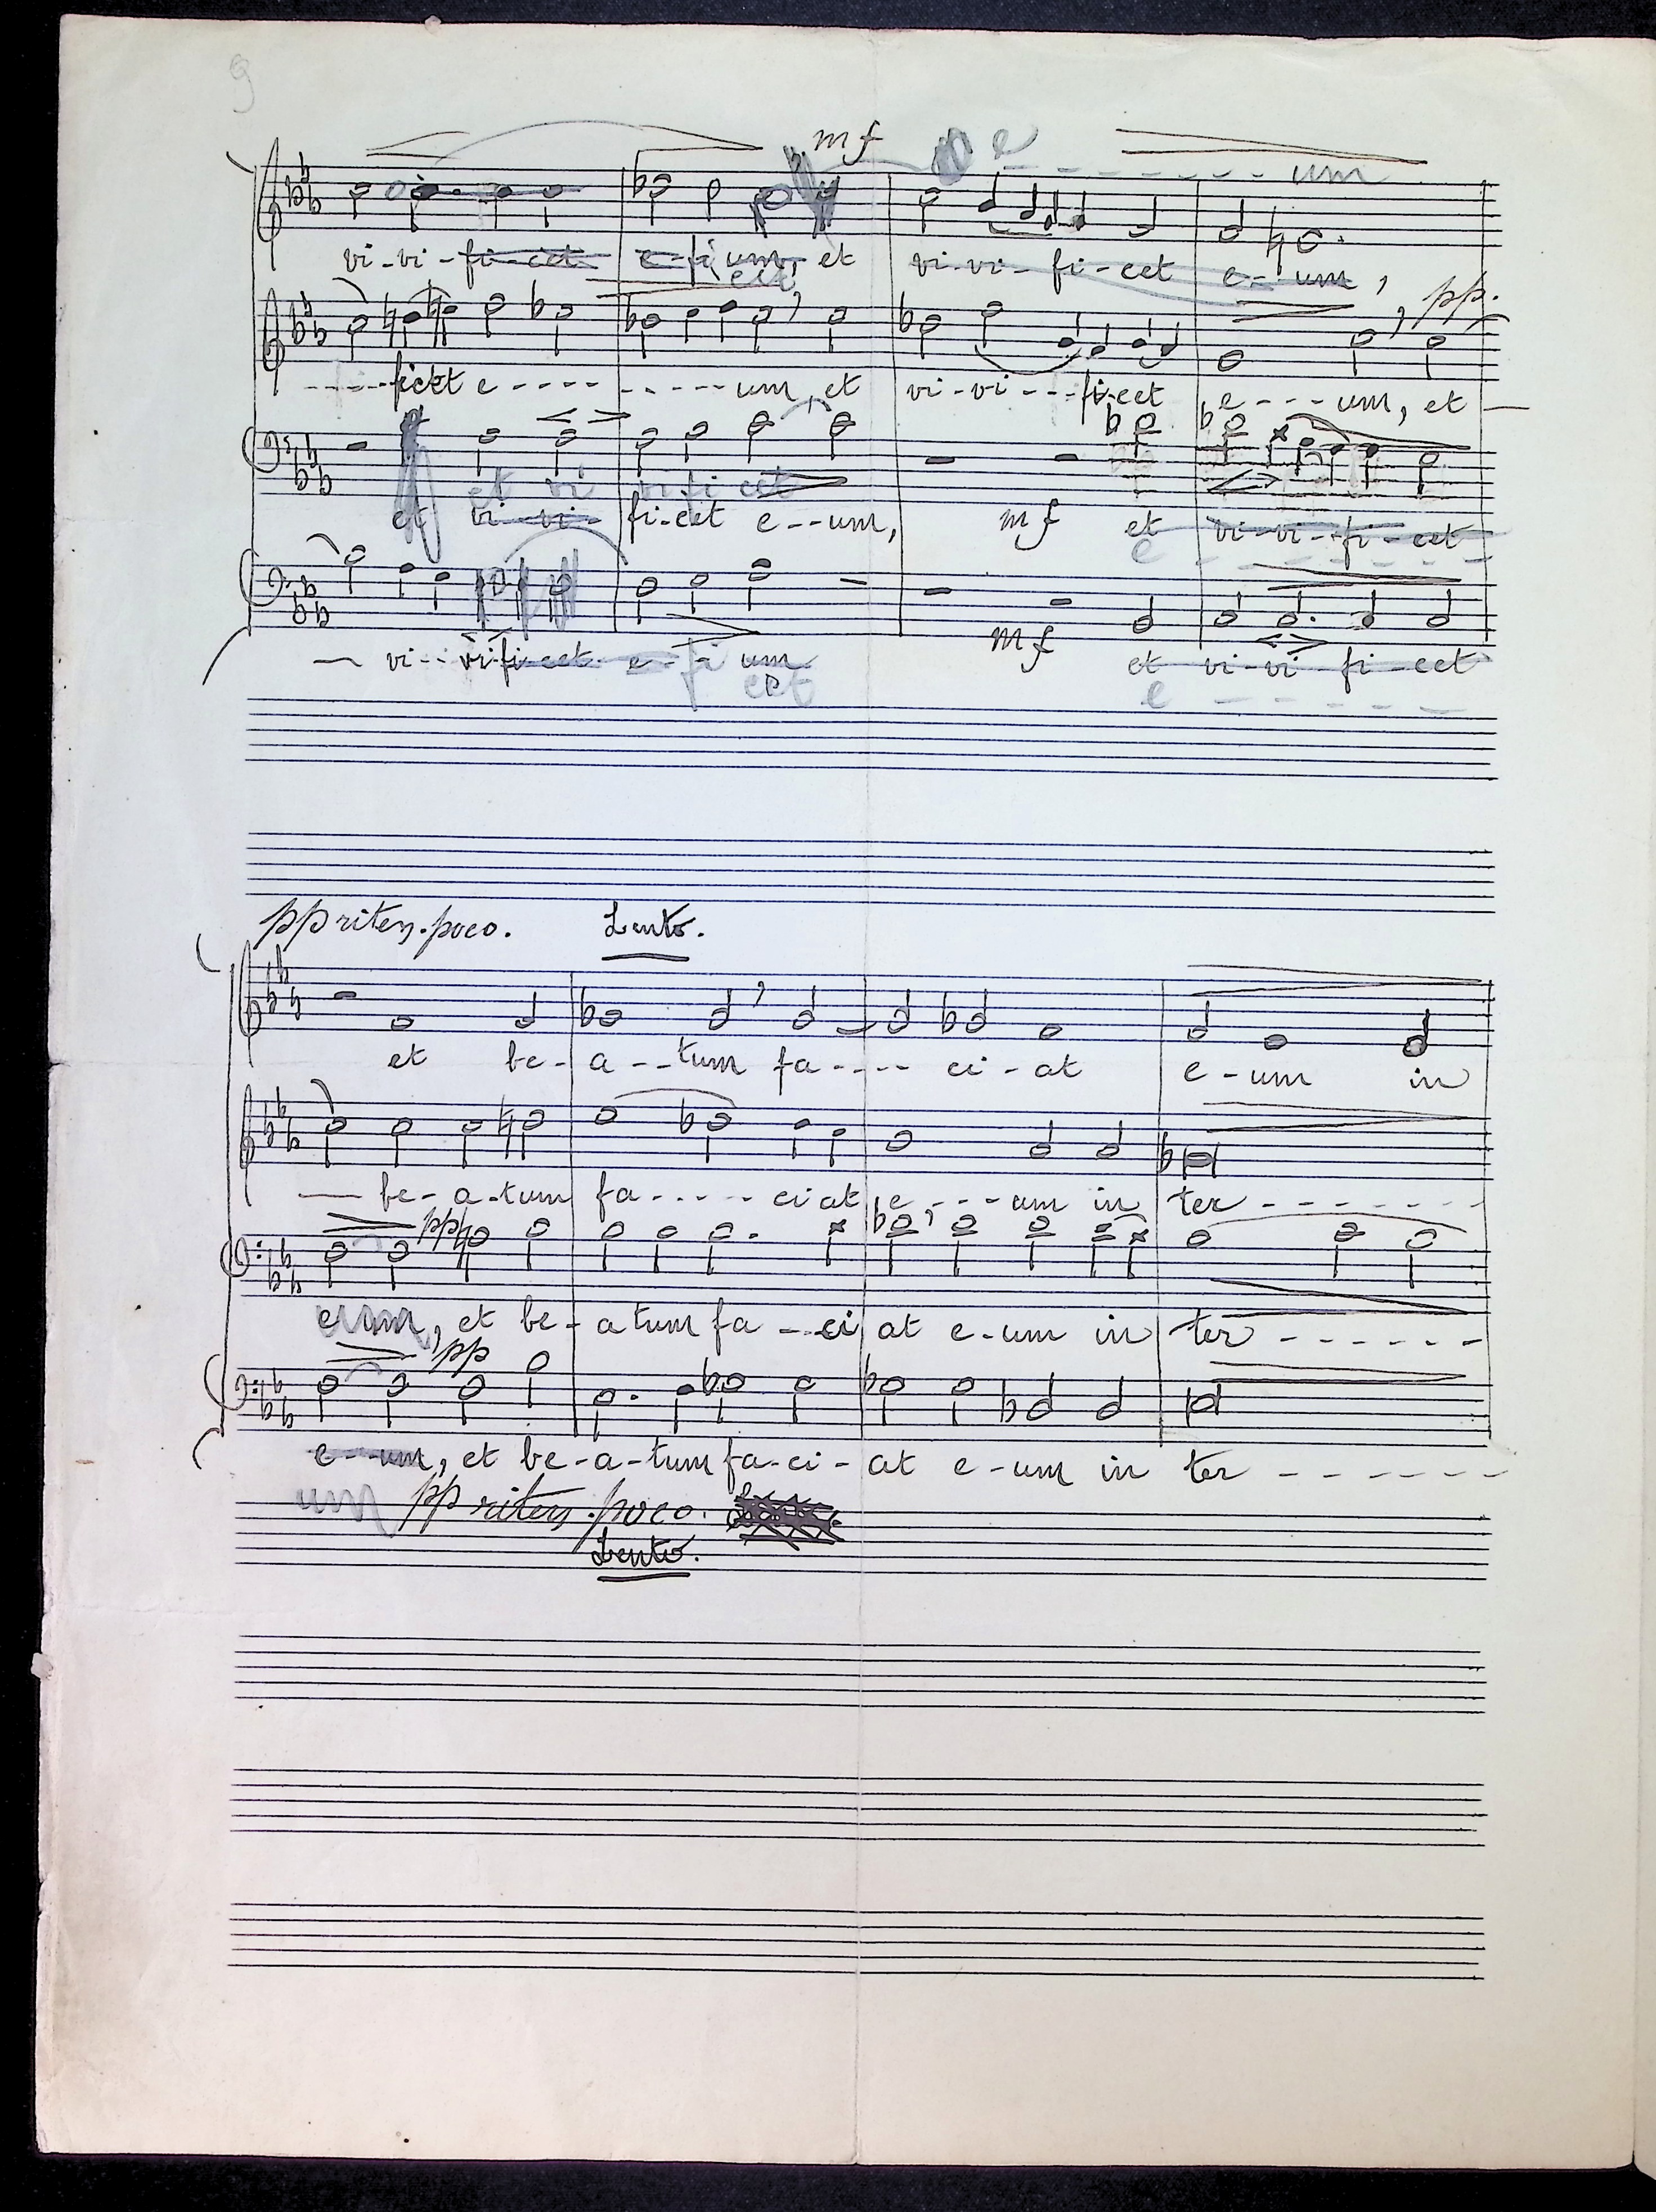 9
mf
e - - - - - - - um
vi-vi-fi-cet e-fi um, et vi-vi-fi-cet e-um,
cet
pp.
----ficet e---- -----um, et vi-vi---fi-cet e---um, et
et vi vi fi cet
et vi-vi- fi-cet e--um, mf et vi-vi-fi-cet
e - - - - - -
mf
vi--vifi-cet e-fi um et vi-vi-fi-cet
cet e - - - - -
pp riten. poco. Lento.
et be-a--tum fa---- ci-at e-um in
be-a-tum fa-----ciat e---um in ter-------
pp
e um, et be-a tum fa--ci at e-um in ter------
pp
e--um, et be-a-tum fa-ci-at e-um in ter------
um pp riten. poco.
Lento.